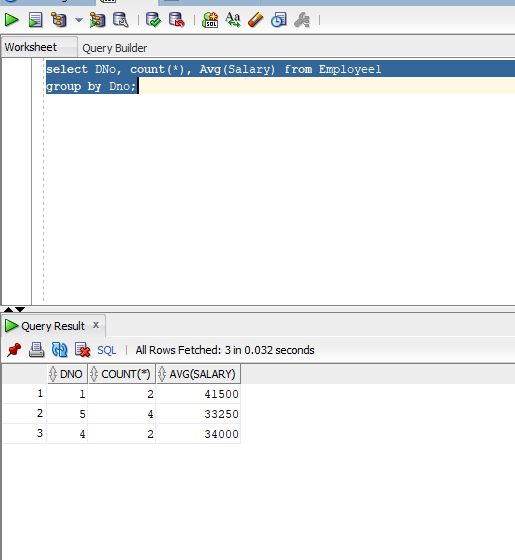 Worksheet Query Builder
select DNo, count(*), Avg(Salary) from Employee1
group by Dno;
Query Result x
SQL | All Rows Fetched: 3 in 0.032 seconds
DNO COUNT(*) AVG(SALARY)
1 1 2 41500
2 5 4 33250
3 4 2 34000